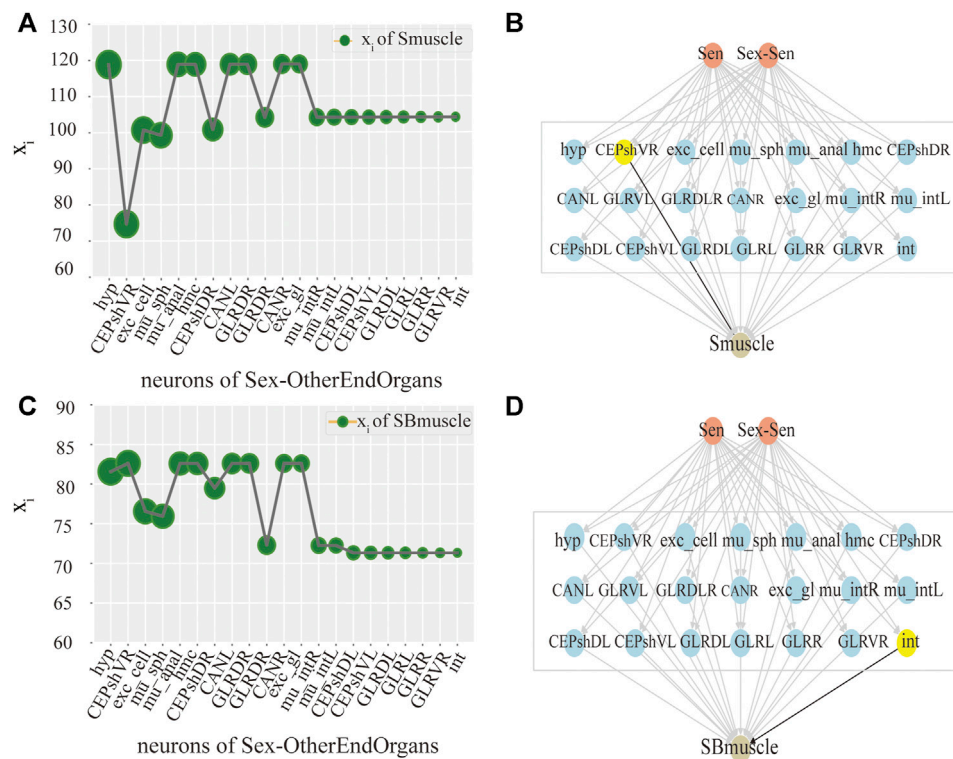 A
130
120
110
100
90
80
70
60
x_i
x_i of Smuscle
hyp
CEPshVR
exc_cell
mu_sph
mu_anal
hmc
CEPshDR
CANL
GLRDR
GLRDR
CANR
exc_gl
mu_intR
mu_intL
CEPshDL
CEPshVL
GLRDL
GLRL
GLRR
GLRVR
int
neurons of Sex-OtherEndOrgans
B
Sen Sex-Sen
hyp CEPshVR exc_cell mu_sph mu_anal hmc CEPshDR
CANL GLRVL GLRDLR CANR exc_gl mu_intR mu_intL
CEPshDL CEPshVL GLRDL GLRL GLRR GLRVR int
Smuscle
C
90
85
80
75
70
65
60
x_i
x_i of SBmuscle
hyp
CEPshVR
exc_cell
mu_sph
mu_anal
hmc
CEPshDR
CANL
GLRDR
GLRDR
CANR
exc_gl
mu_intR
mu_intL
CEPshDL
CEPshVL
GLRDL
GLRL
GLRR
GLRVR
int
neurons of Sex-OtherEndOrgans
D
Sen Sex-Sen
hyp CEPshVR exc_cell mu_sph mu_anal hmc CEPshDR
CANL GLRVL GLRDLR CANR exc_gl mu_intR mu_intL
CEPshDL CEPshVL GLRDL GLRL GLRR GLRVR int
SBmuscle